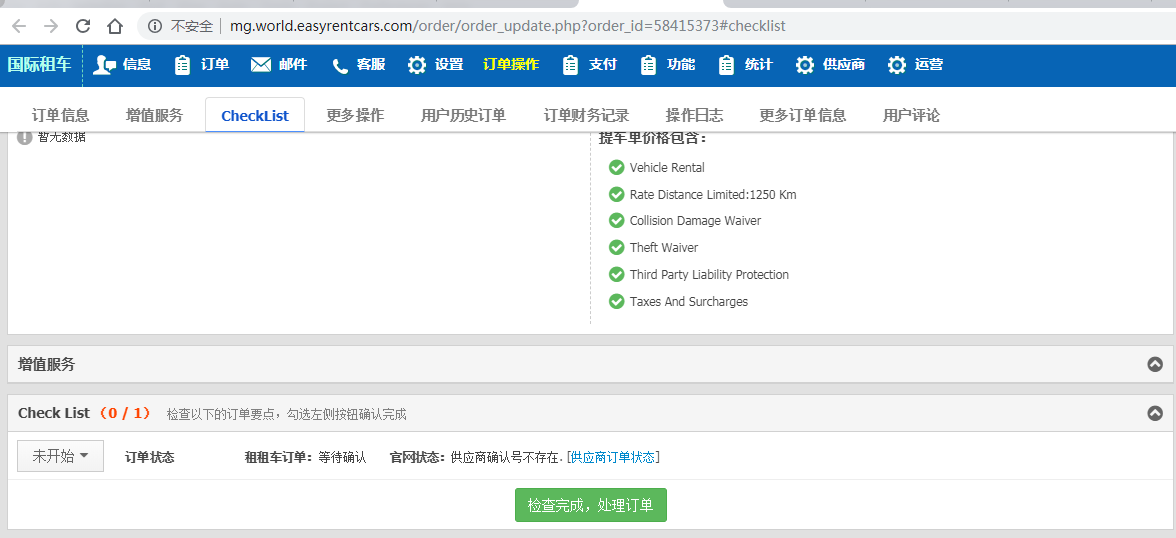 不安全 mg.world.easyrentcars.com/order/order_update.php?order_id=58415373#checklist
国际租车 信息 订单 邮件 客服 设置 订单操作 支付 功能 统计 供应商 运营
订单信息 增值服务 CheckList 更多操作 用户历史订单 订单财务记录 操作日志 更多订单信息 用户评论
暂无数据
提车单价格包含：
Vehicle Rental
Rate Distance Limited:1250 Km
Collision Damage Waiver
Theft Waiver
Third Party Liability Protection
Taxes And Surcharges
增值服务
Check List （0 / 1） 检查以下的订单要点，勾选左侧按钮确认完成
未开始 订单状态 租租车订单：等待确认 官网状态：供应商确认号不存在.[供应商订单状态]
检查完成，处理订单